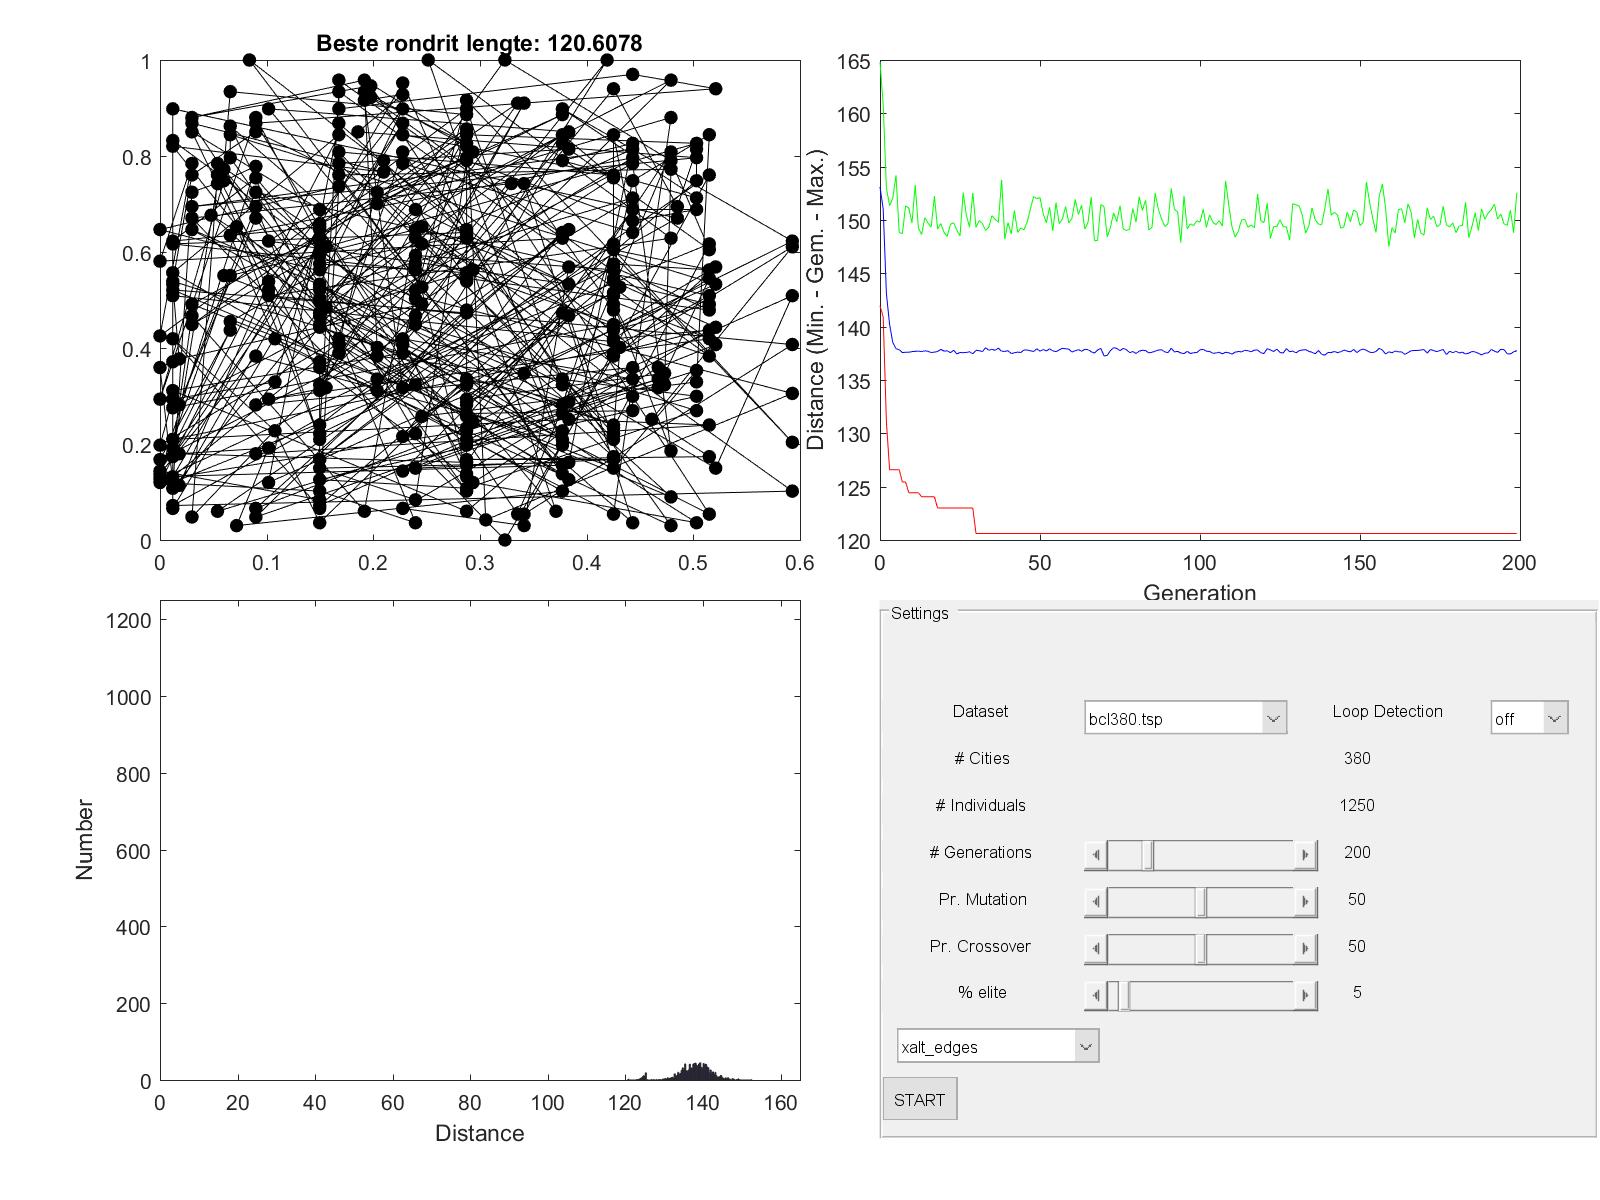 Beste rondrit lengte: 120.6078
1
0.8
0.6
0.4
0.2
0
0 0.1 0.2 0.3 0.4 0.5 0.6
Distance (Min. - Gem. - Max.)
165
160
155
150
145
140
135
130
125
120
0 50 100 150 200
Generation
Number
1200
1000
800
600
400
200
0
0 20 40 60 80 100 120 140 160
Distance
Settings
Dataset bcl380.tsp Loop Detection off
# Cities 380
# Individuals 1250
# Generations 200
Pr. Mutation 50
Pr. Crossover 50
% elite 5
xalt_edges
START